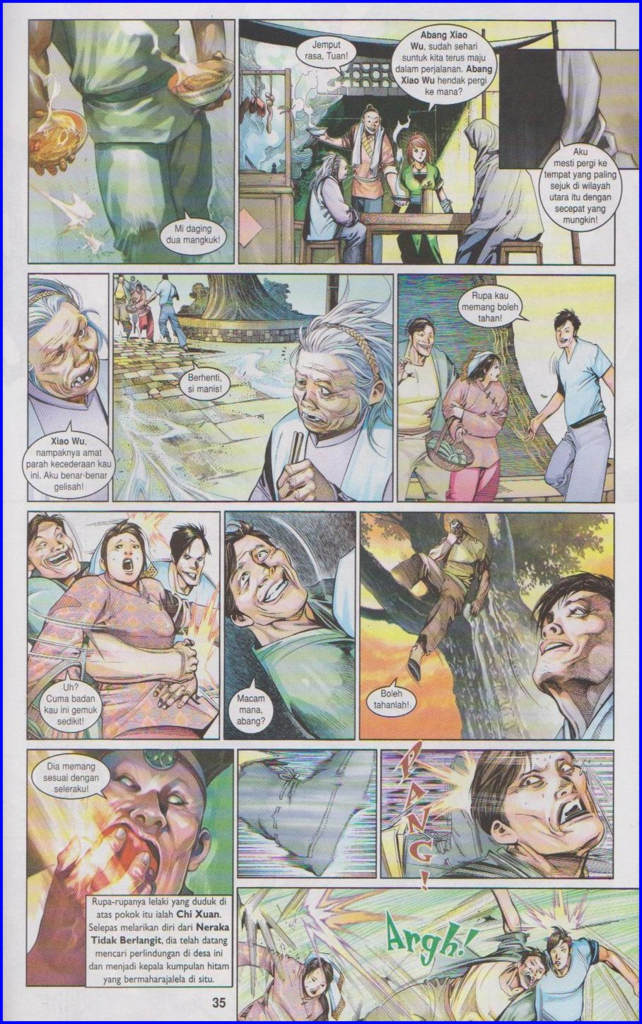 Mi daging
dua mangkuk!
Jemput
rasa, Tuan!
Abang Xiao
Wu, sudah sehari
suntuk kita terus maju
dalam perjalanan. Abang
Xiao Wu hendak pergi
ke mana?
Aku
mesti pergi ke
tempat yang paling
sejuk di wilayah
utara itu dengan
secepat yang
mungkin!
Xiao Wu,
nampaknya amat
parah kecederaan kau
ini. Aku benar-benar
gelisah!
Berhenti,
si manis!
Rupa kau
memang boleh
tahan!
Uh?
Cuma badan
kau ini gemuk
sedikit!
Macam
mana,
abang?
Boleh
tahanlah!
Dia memang
sesuai dengan
seleraku!
Rupa-rupanya lelaki yang duduk di
atas pokok itu ialah Chi Xuan.
Selepas melarikan diri dari Neraka
Tidak Berlangit, dia telah datang
mencari perlindungan di desa ini
dan menjadi kepala kumpulan hitam
yang bermaharajalela di situ.
PANG!
Argh!
35